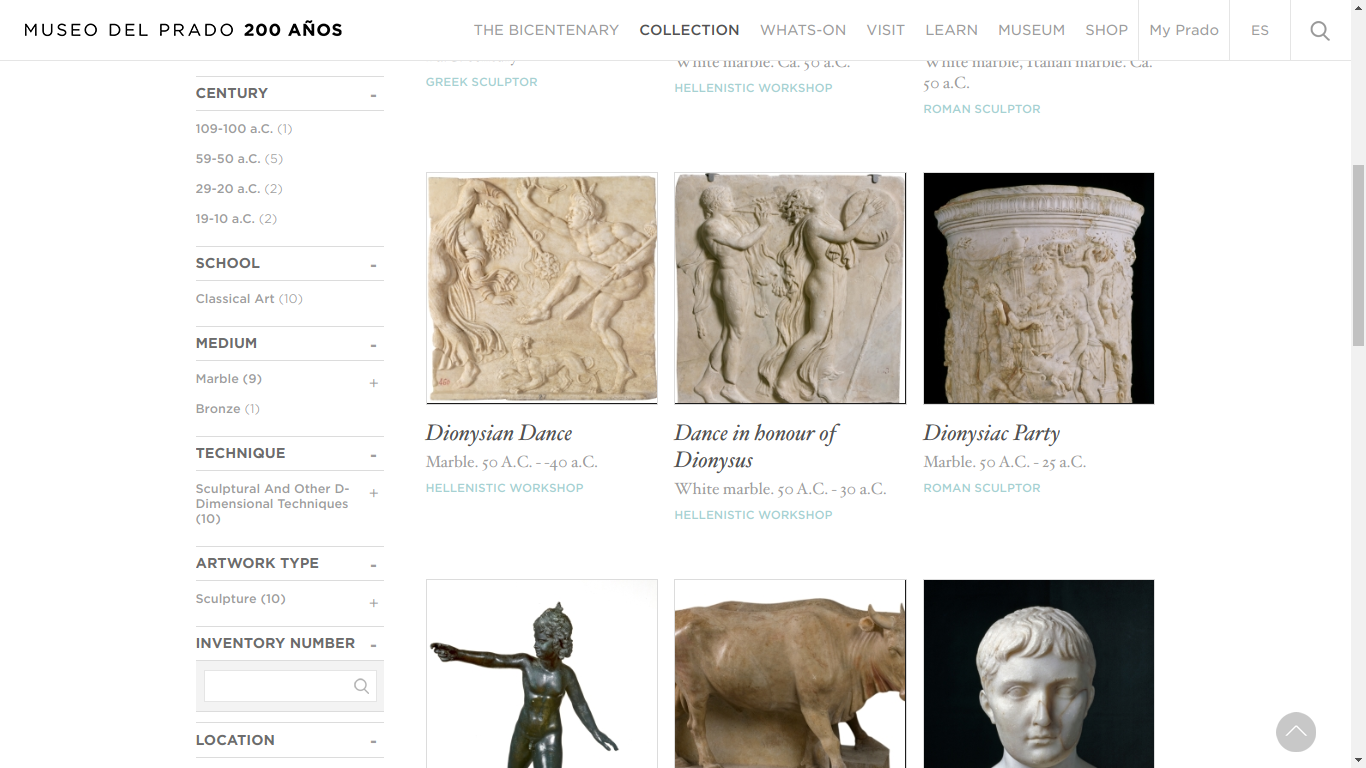 MUSEO DEL PRADO 200 AÑOS
THE BICENTENARY
COLLECTION
WHATS-ON
VISIT
LEARN
MUSEUM
SHOP
My Prado
ES
CENTURY -
109-100 a.C. (1)
59-50 a.C. (5)
29-20 a.C. (2)
19-10 a.C. (2)
SCHOOL -
Classical Art (10)
MEDIUM -
Marble (9) +
Bronze (1)
TECHNIQUE -
Sculptural And Other D- +
Dimensional Techniques
(10)
ARTWORK TYPE -
Sculpture (10) +
INVENTORY NUMBER -
LOCATION -
GREEK SCULPTOR
White marble. Ca. 50 a.C.
HELLENISTIC WORKSHOP
White marble, Italian marble. Ca.
50 a.C.
ROMAN SCULPTOR
Dionysian Dance
Marble. 50 A.C. - -40 a.C.
HELLENISTIC WORKSHOP
Dance in honour of
Dionysus
White marble. 50 A.C. - 30 a.C.
HELLENISTIC WORKSHOP
Dionysiac Party
Marble. 50 A.C. - 25 a.C.
ROMAN SCULPTOR